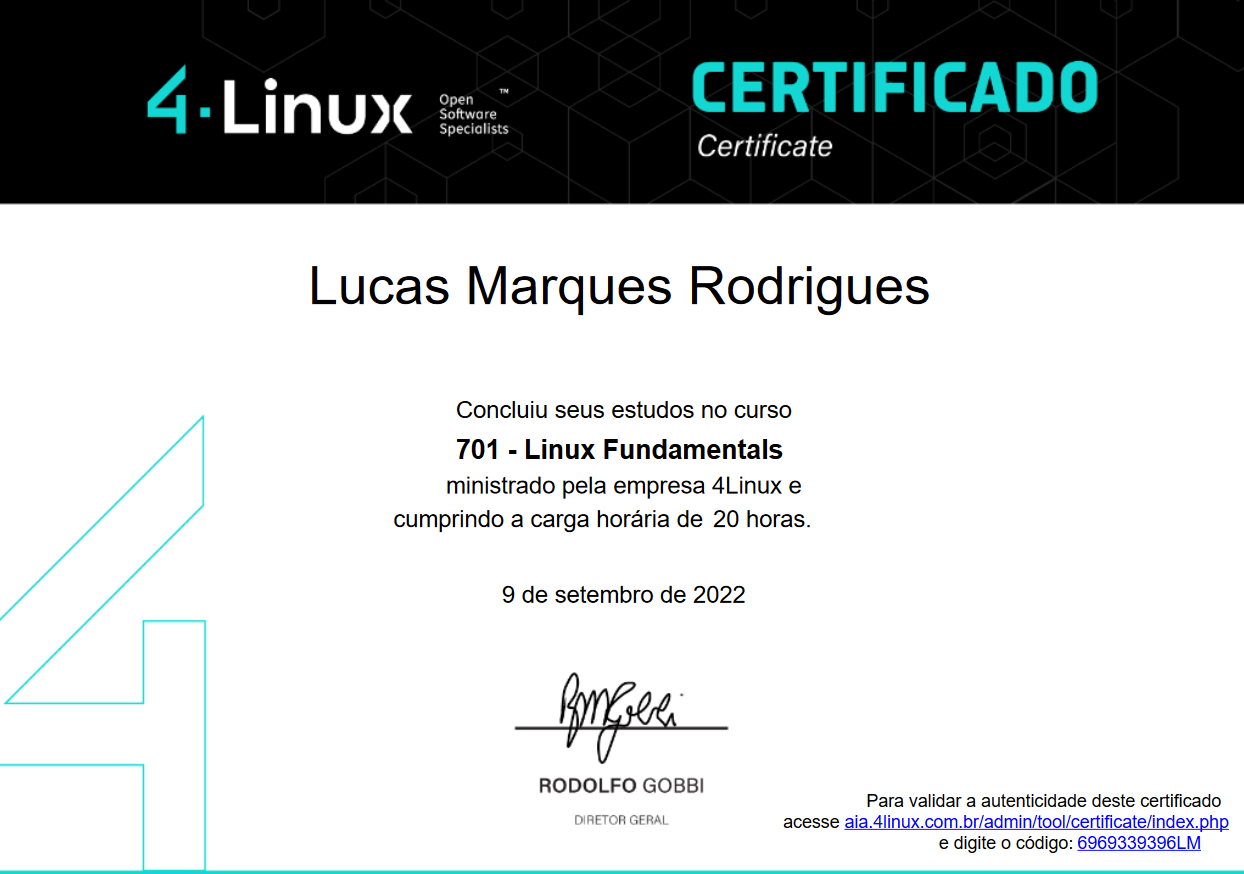 4.Linux
Open
Software
Specialists
™
CERTIFICADO
Certificate
Lucas Marques Rodrigues
Concluiu seus estudos no curso
701 - Linux Fundamentals
ministrado pela empresa 4Linux e
cumprindo a carga horária de 20 horas.
9 de setembro de 2022
RODOLFO GOBBI
DIRETOR GERAL
Para validar a autenticidade deste certificado
acesse aia.4linux.com.br/admin/tool/certificate/index.php
e digite o código: 6969339396LM